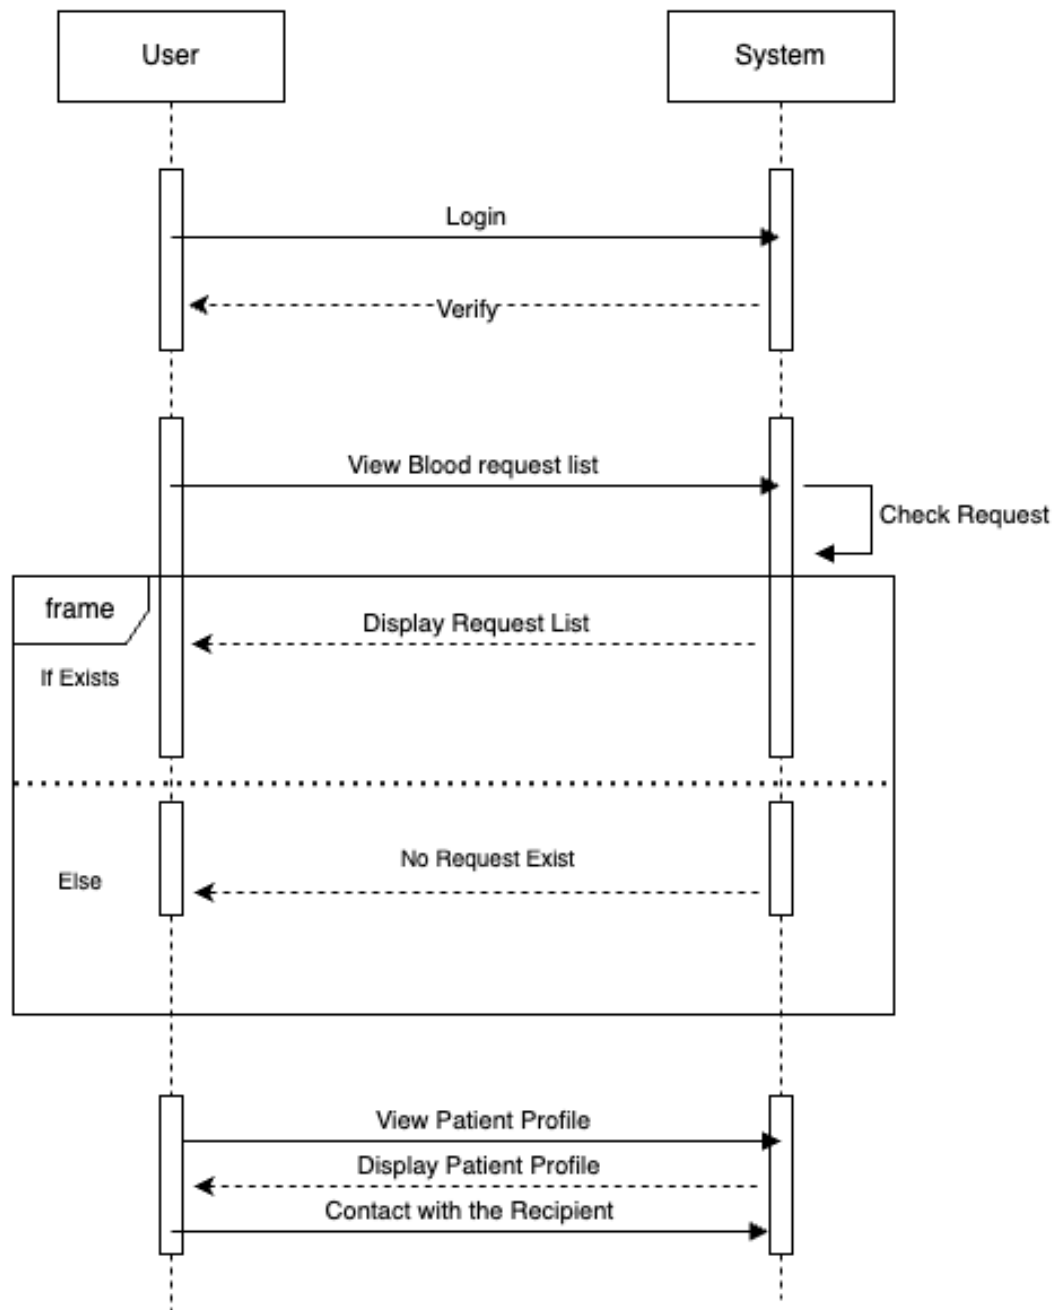 User
System
Login
Verify
View Blood request list
Check Request
frame
Display Request List
If Exists
No Request Exist
Else
View Patient Profile
Display Patient Profile
Contact with the Recipient